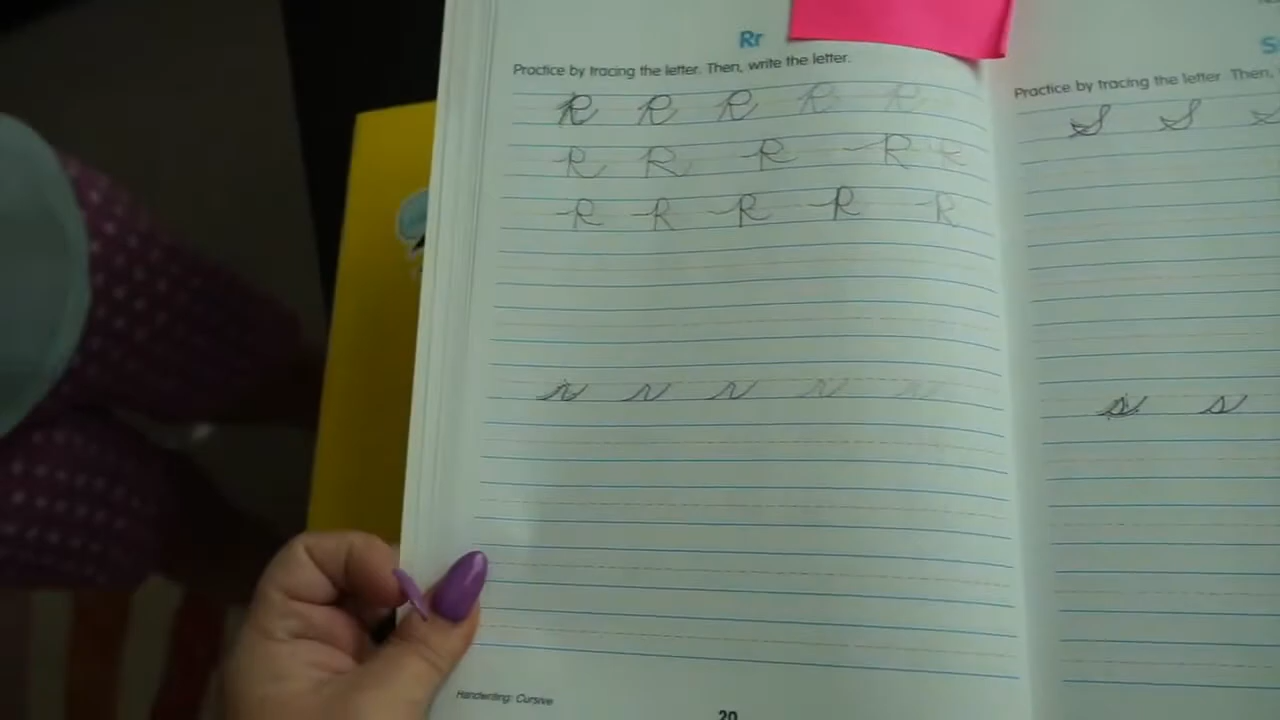 Rr
Practice by tracing the letter. Then, write the letter.
R R R R R
R R R R R
R R R R R
r r r r r
Handwriting: Cursive
20
S
Practice by tracing the letter. Then,
S S S
s s